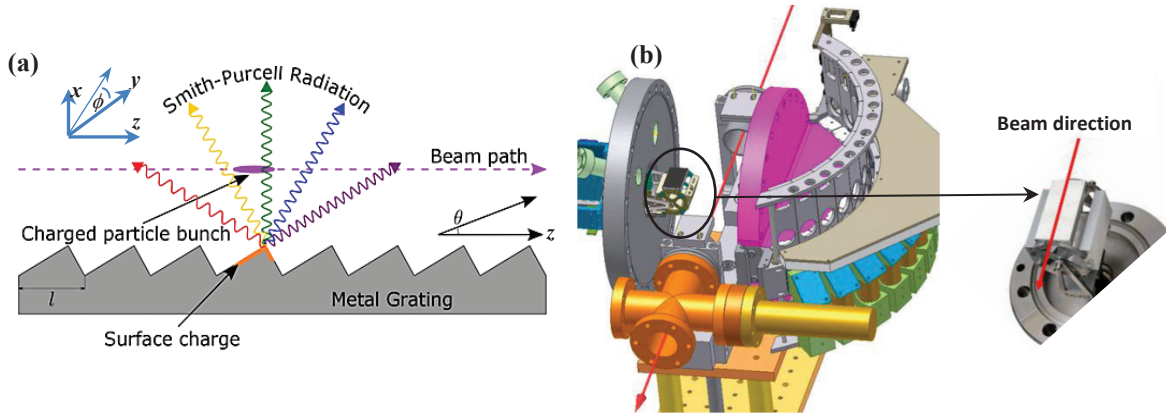 (a)
x
y
ϕ
z
Smith-Purcell Radiation
Beam path
Charged particle bunch
θ
z
l
Metal Grating
Surface charge
(b)
Beam direction